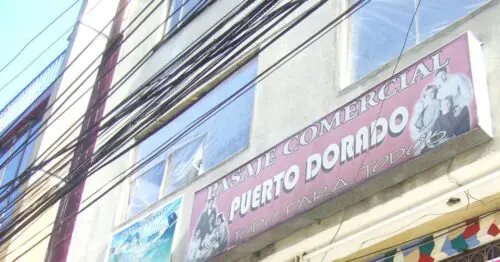 PASAJE COMERCIAL
PUERTO DORADO
TODO PARA TODOS